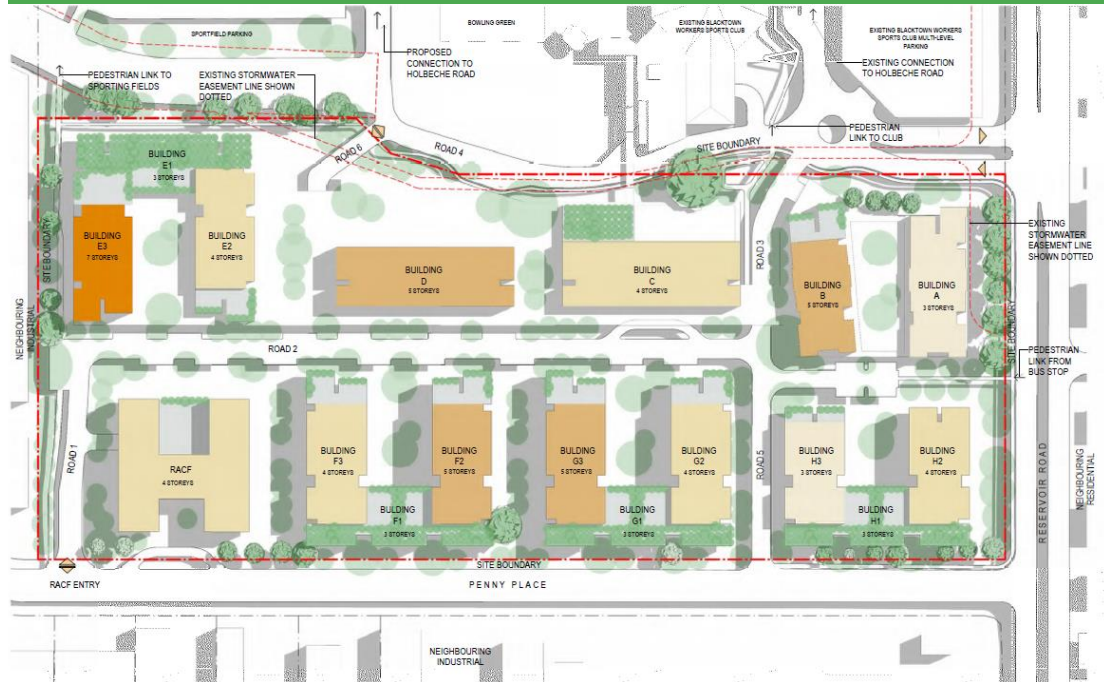 SPORTFIELD PARKING
BOWLING GREEN
EXISTING BLACKTOWN
WORKERS SPORTS CLUB
EXISTING BLACKTOWN WORKERS
SPORTS CLUB MULTI-LEVEL
PARKING
PROPOSED
CONNECTION TO
HOLBECHE ROAD
EXISTING CONNECTION
TO HOLBECHE ROAD
PEDESTRIAN LINK TO
SPORTING FIELDS
EXISTING STORMWATER
EASEMENT LINE SHOWN
DOTTED
PEDESTRIAN
LINK TO CLUB
ROAD 6
ROAD 4
SITE BOUNDARY
BUILDING
E1
3 STOREYS
BUILDING
E3
7 STOREYS
BUILDING
E2
4 STOREYS
BUILDING
D
5 STOREYS
BUILDING
C
4 STOREYS
ROAD 3
BUILDING
B
5 STOREYS
BUILDING
A
3 STOREYS
EXISTING
STORMWATER
EASEMENT LINE
SHOWN DOTTED
SITE BOUNDARY
NEIGHBOURING
INDUSTRIAL
SITE BOUNDARY
PEDESTRIAN
LINK FROM
BUS STOP
ROAD 2
ROAD 1
RACF
4 STOREYS
BUILDING
F3
4 STOREYS
BUILDING
F2
5 STOREYS
BUILDING
F1
3 STOREYS
BUILDING
G3
5 STOREYS
BUILDING
G2
4 STOREYS
BUILDING
G1
3 STOREYS
ROAD 5
BUILDING
H3
3 STOREYS
BUILDING
H2
4 STOREYS
BUILDING
H1
3 STOREYS
RESERVOIR ROAD
NEIGHBOURING
RESIDENTIAL
SITE BOUNDARY
RACF ENTRY
PENNY PLACE
NEIGHBOURING
INDUSTRIAL